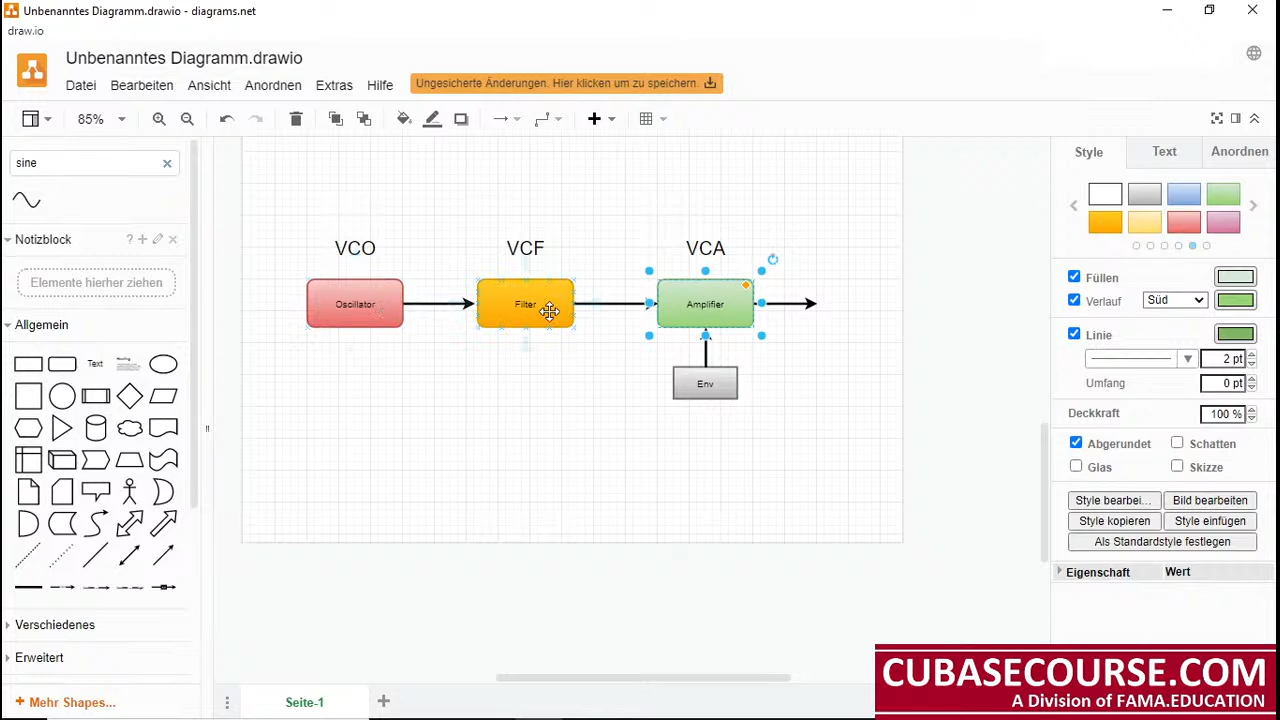 Unbenanntes Diagramm.drawio - diagrams.net
draw.io
Unbenanntes Diagramm.drawio
Datei Bearbeiten Ansicht Anordnen Extras Hilfe
Ungesicherte Änderungen. Hier klicken um zu speichern.
85%
sine
Notizblock
Elemente hierher ziehen
Allgemein
Text
Verschiedenes
Erweitert
+ Mehr Shapes...
VCO VCF VCA
Oscillator Filter Amplifier
Env
Seite-1
Style Text Anordnen
Füllen
Verlauf Süd
Linie
2 pt
Umfang 0 pt
Deckkraft 100 %
Abgerundet Schatten
Glas Skizze
Style bearbei... Bild bearbeiten
Style kopieren Style einfügen
Als Standardstyle festlegen
Eigenschaft Wert
CUBASECOURSE.COM
A Division of FAMA.EDUCATION